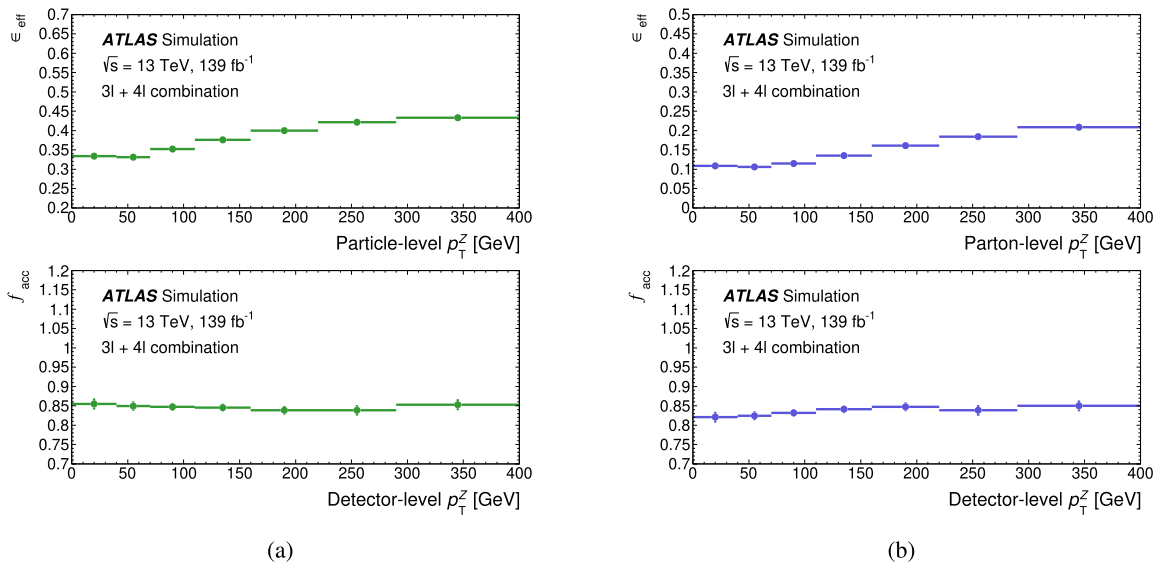 0.7
0.65
0.6
0.55
0.5
0.45
0.4
0.35
0.3
0.25
0.2
ϵ eff
ATLAS Simulation
√s = 13 TeV, 139 fb⁻¹
3l + 4l combination
0 50 100 150 200 250 300 350 400
Particle-level p_T^Z [GeV]
1.2
1.15
1.1
1.05
1
0.95
0.9
0.85
0.8
0.75
0.7
f acc
ATLAS Simulation
√s = 13 TeV, 139 fb⁻¹
3l + 4l combination
0 50 100 150 200 250 300 350 400
Detector-level p_T^Z [GeV]
(a)
0.5
0.45
0.4
0.35
0.3
0.25
0.2
0.15
0.1
0.05
0
ϵ eff
ATLAS Simulation
√s = 13 TeV, 139 fb⁻¹
3l + 4l combination
0 50 100 150 200 250 300 350 400
Parton-level p_T^Z [GeV]
1.2
1.15
1.1
1.05
1
0.95
0.9
0.85
0.8
0.75
0.7
f acc
ATLAS Simulation
√s = 13 TeV, 139 fb⁻¹
3l + 4l combination
0 50 100 150 200 250 300 350 400
Detector-level p_T^Z [GeV]
(b)